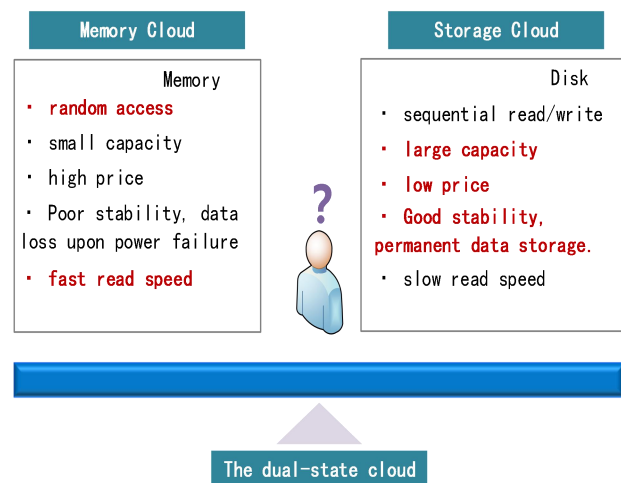 Memory Cloud
Memory
· random access
· small capacity
· high price
· Poor stability, data
loss upon power failure
· fast read speed
?
Storage Cloud
Disk
· sequential read/write
· large capacity
· low price
· Good stability,
permanent data storage.
· slow read speed
The dual-state cloud